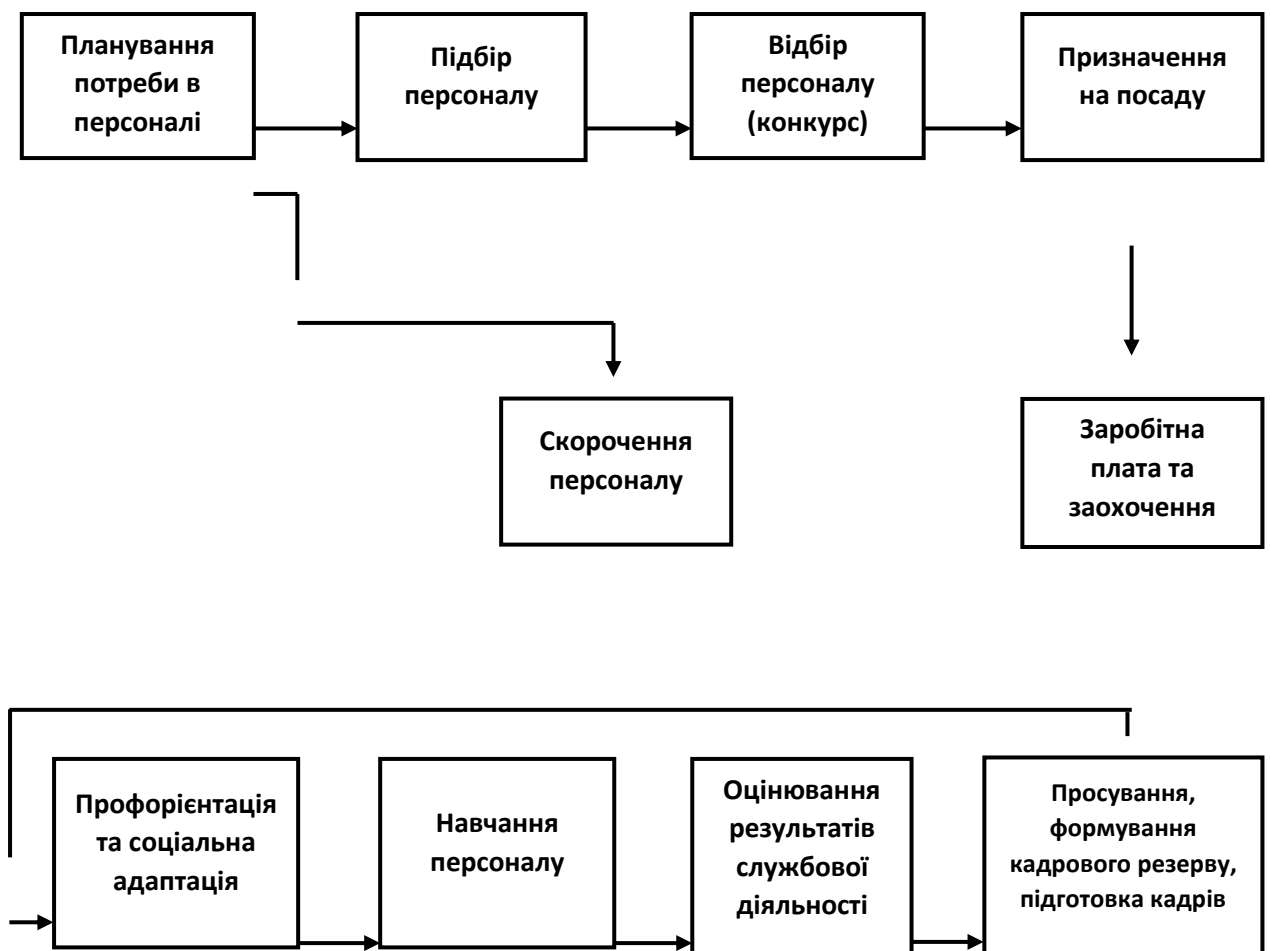 Планування
потреби в
персоналі
Підбір
персоналу
Відбір
персоналу
(конкурс)
Призначення
на посаду
Скорочення
персоналу
Заробітна
плата та
заохочення
Профорієнтація
та соціальна
адаптація
Навчання
персоналу
Оцінювання
результатів
службової
діяльності
Просування,
формування
кадрового резерву,
підготовка кадрів